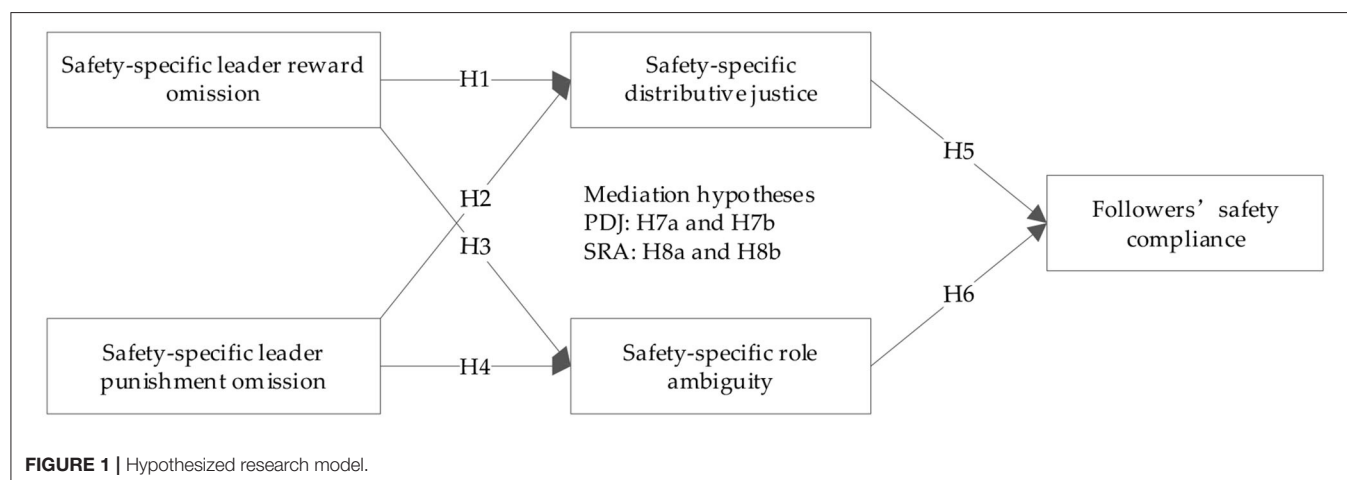 Safety-specific leader reward
omission
H1
Safety-specific
distributive justice
H2
H3
Mediation hypotheses
PDJ: H7a and H7b
SRA: H8a and H8b
H5
Followers’ safety
compliance
H6
Safety-specific leader
punishment omission
H4
Safety-specific role
ambiguity
FIGURE 1 | Hypothesized research model.